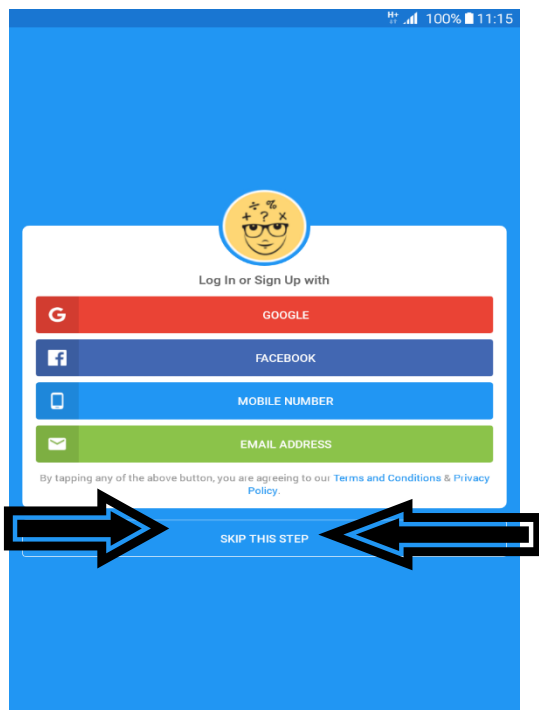 H+ 100% 11:15
÷ %
+ ? x
Log In or Sign Up with
G GOOGLE
f FACEBOOK
MOBILE NUMBER
EMAIL ADDRESS
By tapping any of the above button, you are agreeing to our Terms and Conditions & Privacy
Policy.
SKIP THIS STEP